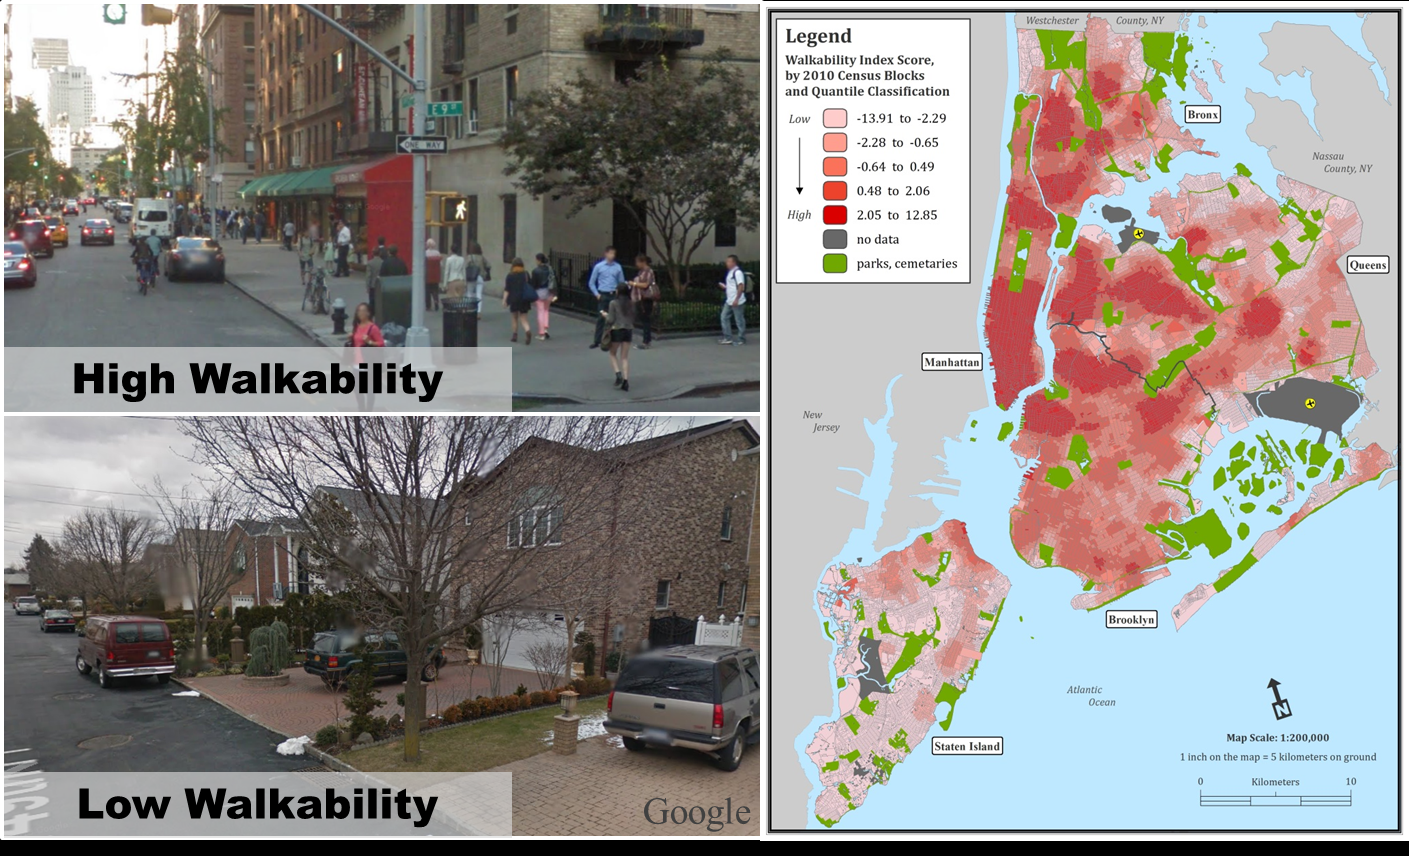 E 9 ST
ONE WAY
High Walkability
Low Walkability
Google
Legend
Walkability Index Score,
by 2010 Census Blocks
and Quantile Classification
Low
High
-13.91 to -2.29
-2.28 to -0.65
-0.64 to 0.49
0.48 to 2.06
2.05 to 12.85
no data
parks, cemetaries
Westchester County, NY
Bronx
Nassau
County, NY
Queens
Manhattan
New
Jersey
Brooklyn
Atlantic
Ocean
Staten Island
N
Map Scale: 1:200,000
1 inch on the map = 5 kilometers on ground
0 Kilometers 10